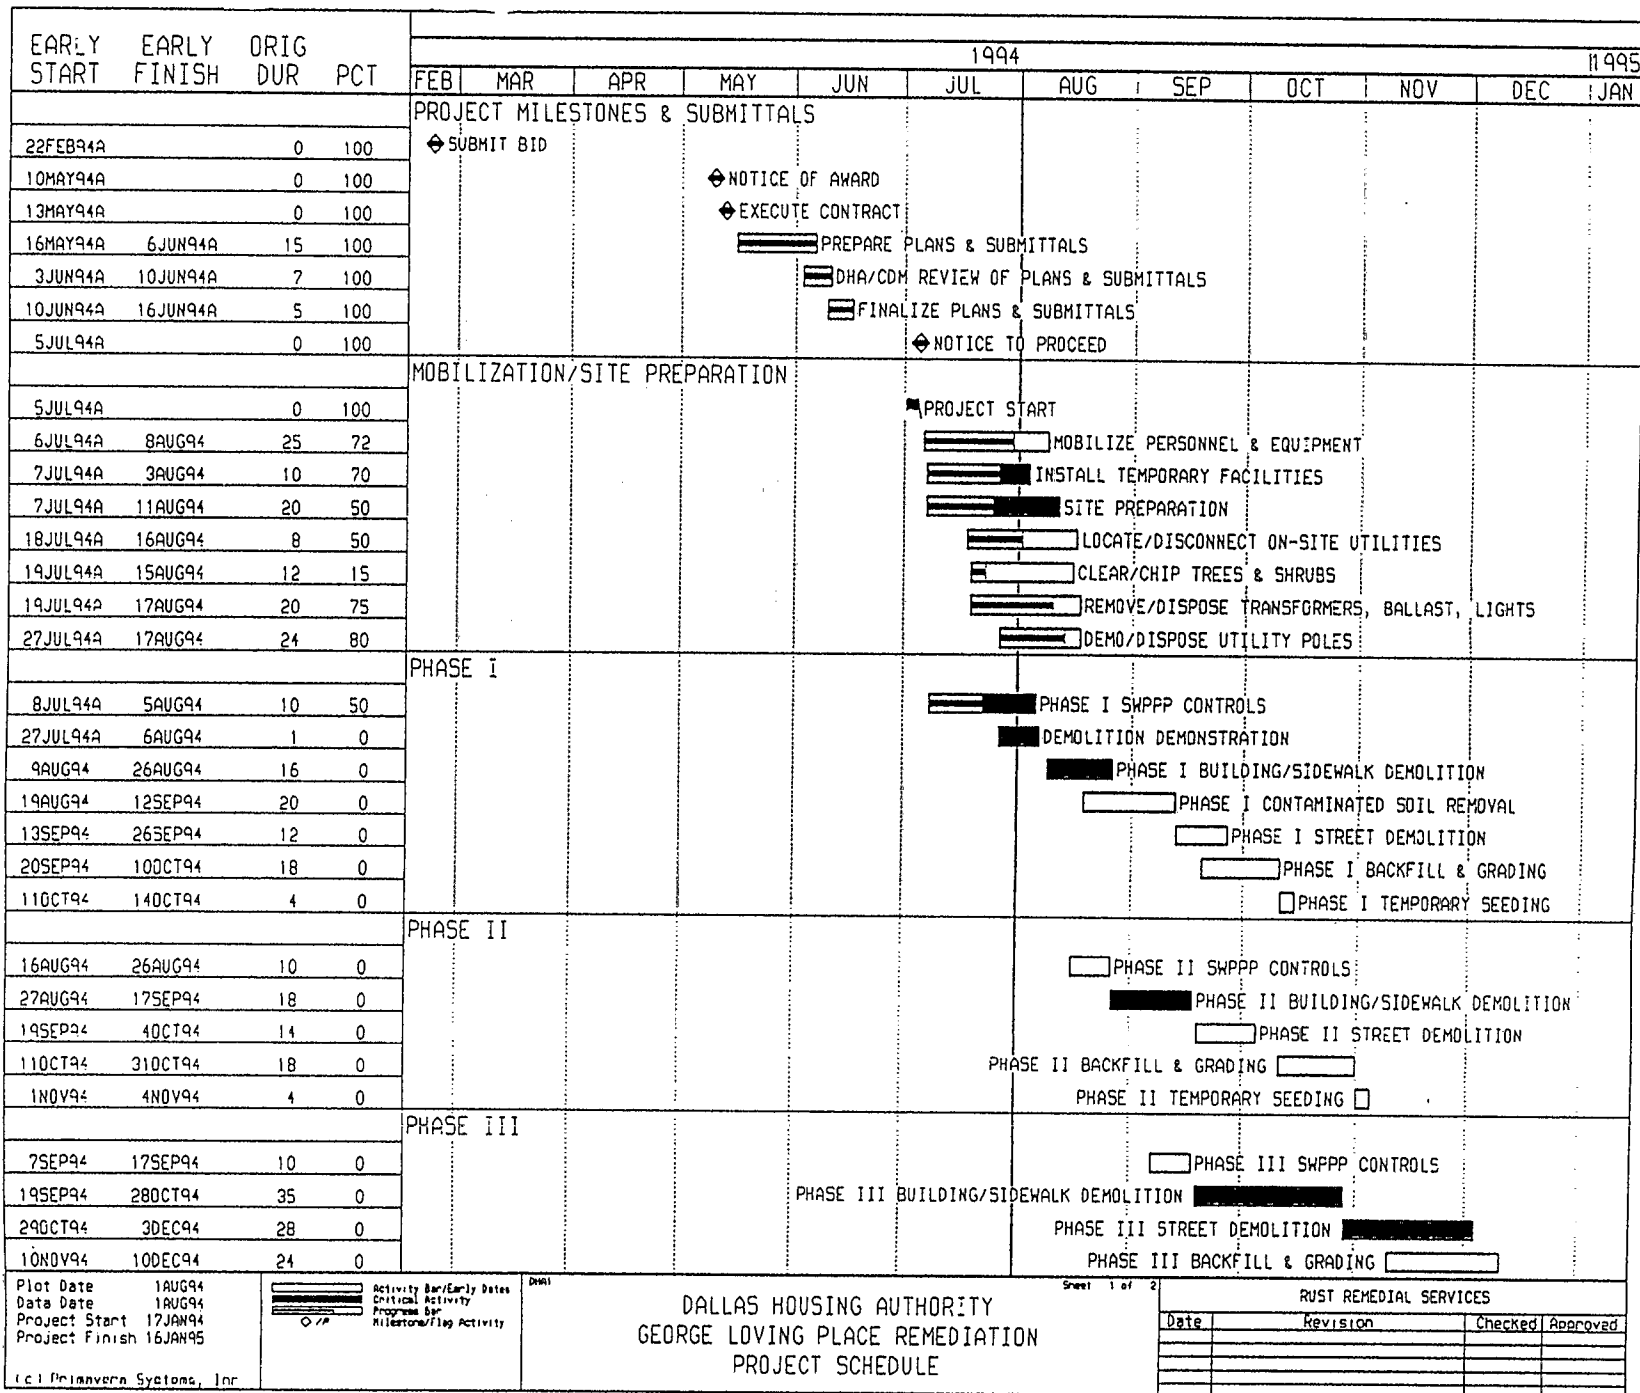 EARLY EARLY ORIG
START FINISH DUR PCT
1994 1995
FEB MAR APR MAY JUN JUL AUG SEP OCT NOV DEC JAN
PROJECT MILESTONES & SUBMITTALS
22FEB94A 0 100 SUBMIT BID
10MAY94A 0 100 NOTICE OF AWARD
13MAY94A 0 100 EXECUTE CONTRACT
16MAY94A 6JUN94A 15 100 PREPARE PLANS & SUBMITTALS
3JUN94A 10JUN94A 7 100 DHA/CDM REVIEW OF PLANS & SUBMITTALS
10JUN94A 16JUN94A 5 100 FINALIZE PLANS & SUBMITTALS
5JUL94A 0 100 NOTICE TO PROCEED
MOBILIZATION/SITE PREPARATION
5JUL94A 0 100 PROJECT START
6JUL94A 8AUG94 25 72 MOBILIZE PERSONNEL & EQUIPMENT
7JUL94A 3AUG94 10 70 INSTALL TEMPORARY FACILITIES
7JUL94A 11AUG94 20 50 SITE PREPARATION
18JUL94A 16AUG94 8 50 LOCATE/DISCONNECT ON-SITE UTILITIES
19JUL94A 15AUG94 12 15 CLEAR/CHIP TREES & SHRUBS
19JUL94A 17AUG94 20 75 REMOVE/DISPOSE TRANSFORMERS, BALLAST, LIGHTS
27JUL94A 17AUG94 24 80 DEMO/DISPOSE UTILITY POLES
PHASE I
8JUL94A 5AUG94 10 50 PHASE I SWPPP CONTROLS
27JUL94A 6AUG94 1 0 DEMOLITION DEMONSTRATION
9AUG94 26AUG94 16 0 PHASE I BUILDING/SIDEWALK DEMOLITION
19AUG94 12SEP94 20 0 PHASE I CONTAMINATED SOIL REMOVAL
13SEP94 26SEP94 12 0 PHASE I STREET DEMOLITION
20SEP94 10OCT94 18 0 PHASE I BACKFILL & GRADING
11OCT94 14OCT94 4 0 PHASE I TEMPORARY SEEDING
PHASE II
16AUG94 26AUG94 10 0 PHASE II SWPPP CONTROLS
27AUG94 17SEP94 18 0 PHASE II BUILDING/SIDEWALK DEMOLITION
19SEP94 4OCT94 14 0 PHASE II STREET DEMOLITION
11OCT94 31OCT94 18 0 PHASE II BACKFILL & GRADING
1NOV94 4NOV94 4 0 PHASE II TEMPORARY SEEDING
PHASE III
7SEP94 17SEP94 10 0 PHASE III SWPPP CONTROLS
19SEP94 28OCT94 35 0 PHASE III BUILDING/SIDEWALK DEMOLITION
29OCT94 3DEC94 28 0 PHASE III STREET DEMOLITION
10NOV94 10DEC94 24 0 PHASE III BACKFILL & GRADING
Plot Date 1AUG94
Data Date 1AUG94
Project Start 17JAN94
Project Finish 16JAN95
(c) Primavera Systems, Inc
Activity Bar/Early Dates
Critical Activity
Progress Bar
Milestone/Flag Activity
DHA1
DALLAS HOUSING AUTHORITY
GEORGE LOVING PLACE REMEDIATION
PROJECT SCHEDULE
Sheet 1 of 2
RUST REMEDIAL SERVICES
Date Revision Checked Approved